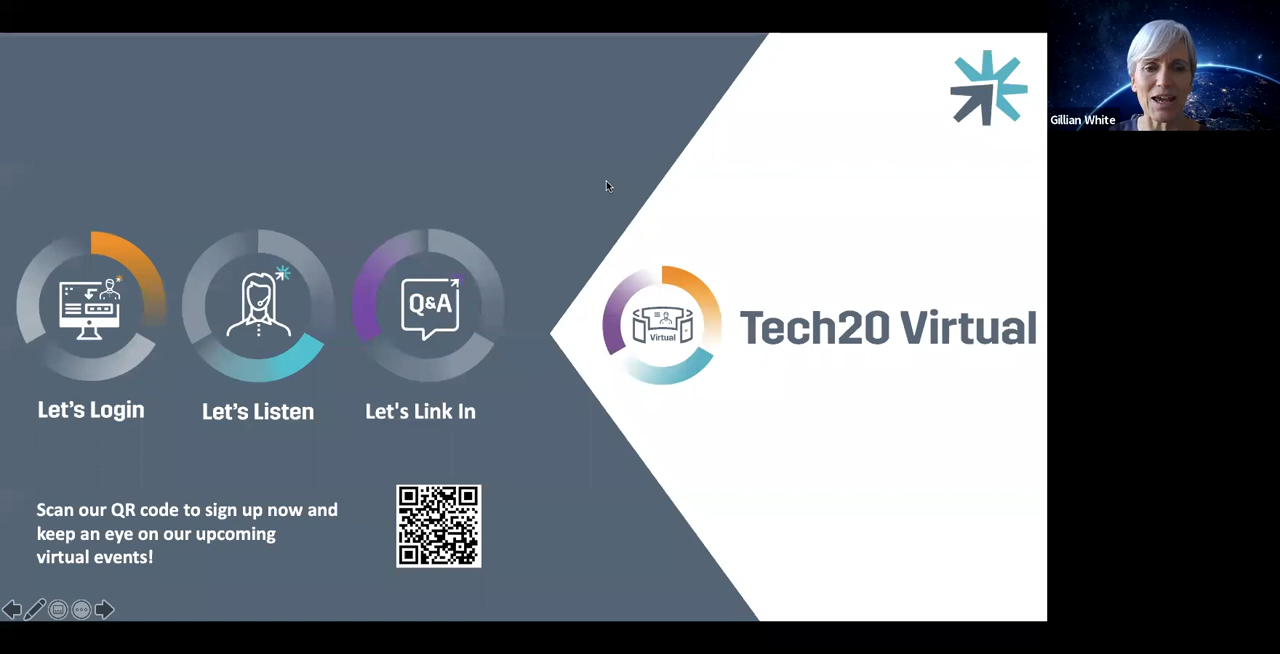 Gillian White
Q&A
Virtual
Tech20 Virtual
Let's Login
Let's Listen
Let's Link In
Scan our QR code to sign up now and
keep an eye on our upcoming
virtual events!